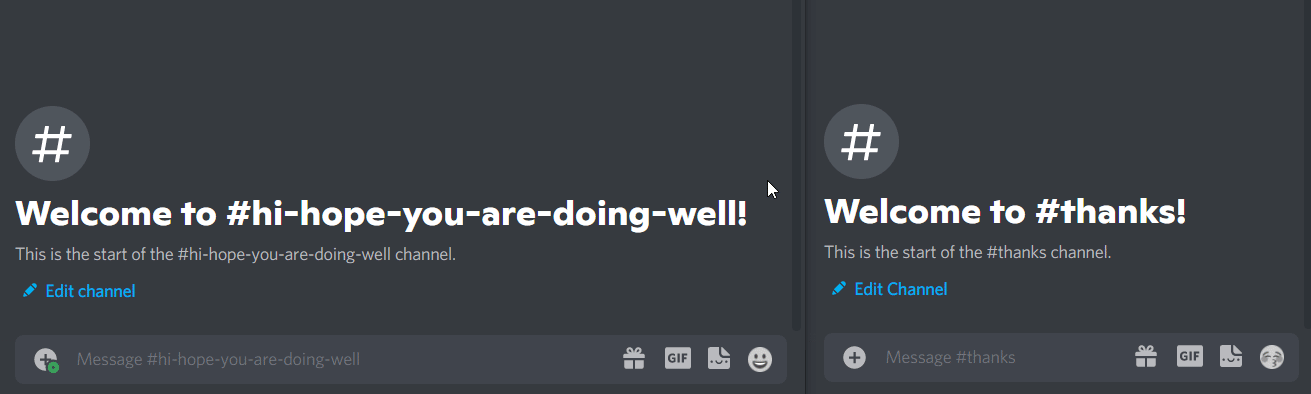 Welcome to #hi-hope-you-are-doing-well!
This is the start of the #hi-hope-you-are-doing-well channel.
Edit channel
Message #hi-hope-you-are-doing-well
GIF
Welcome to #thanks!
This is the start of the #thanks channel.
Edit Channel
Message #thanks
GIF